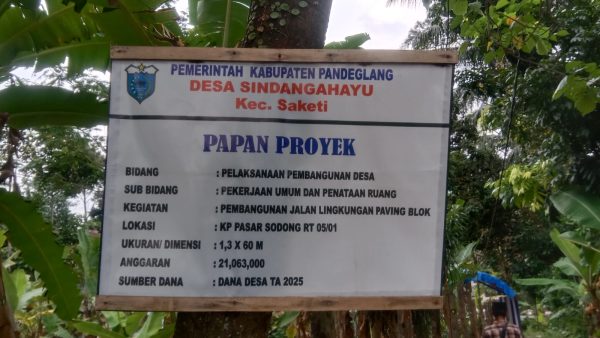 PEMERINTAH KABUPATEN PANDEGLANG
DESA SINDANGAHAYU
Kec. Saketi
PAPAN PROYEK
BIDANG : PELAKSANAAN PEMBANGUNAN DESA
SUB BIDANG : PEKERJAAN UMUM DAN PENATAAN RUANG
KEGIATAN : PEMBANGUNAN JALAN LINGKUNGAN PAVING BLOK
LOKASI : KP PASAR SODONG RT 05/01
UKURAN/ DIMENSI : 1,3 X 60 M
ANGGARAN : 21,063,000
SUMBER DANA : DANA DESA TA 2025